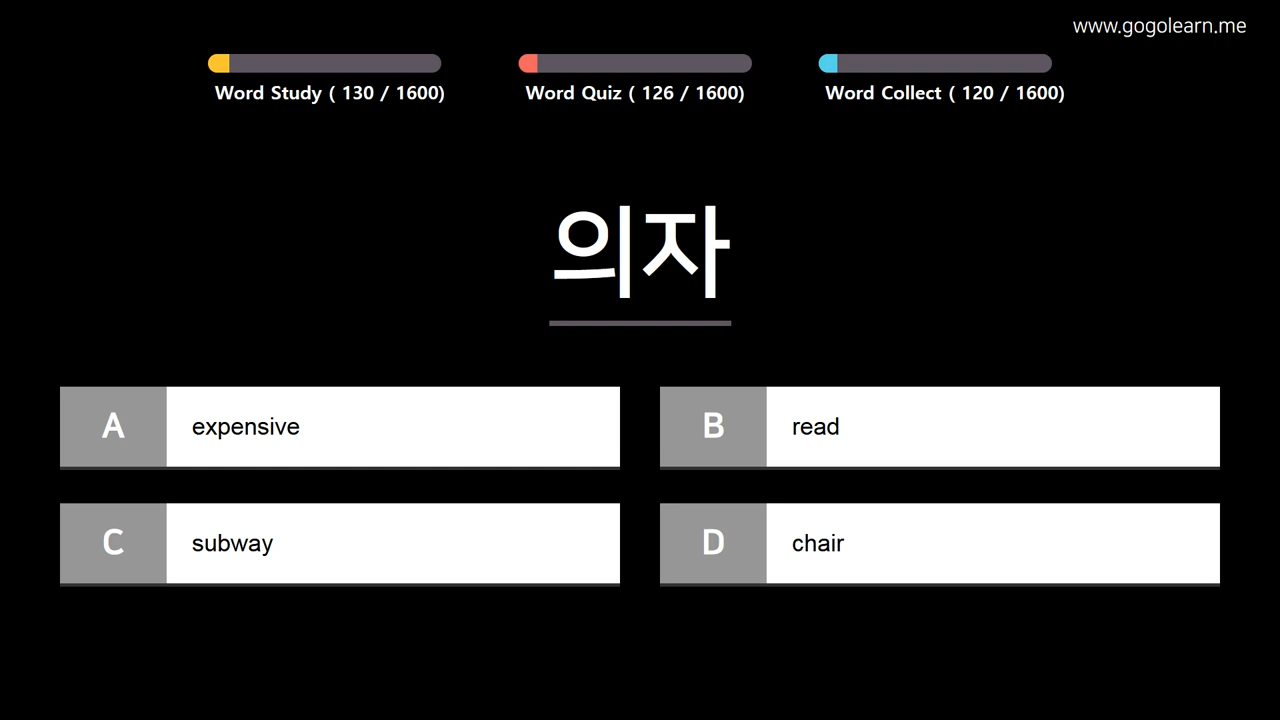 www.gogolearn.me
Word Study ( 130 / 1600)
Word Quiz ( 126 / 1600)
Word Collect ( 120 / 1600)
의자
A expensive
B read
C subway
D chair